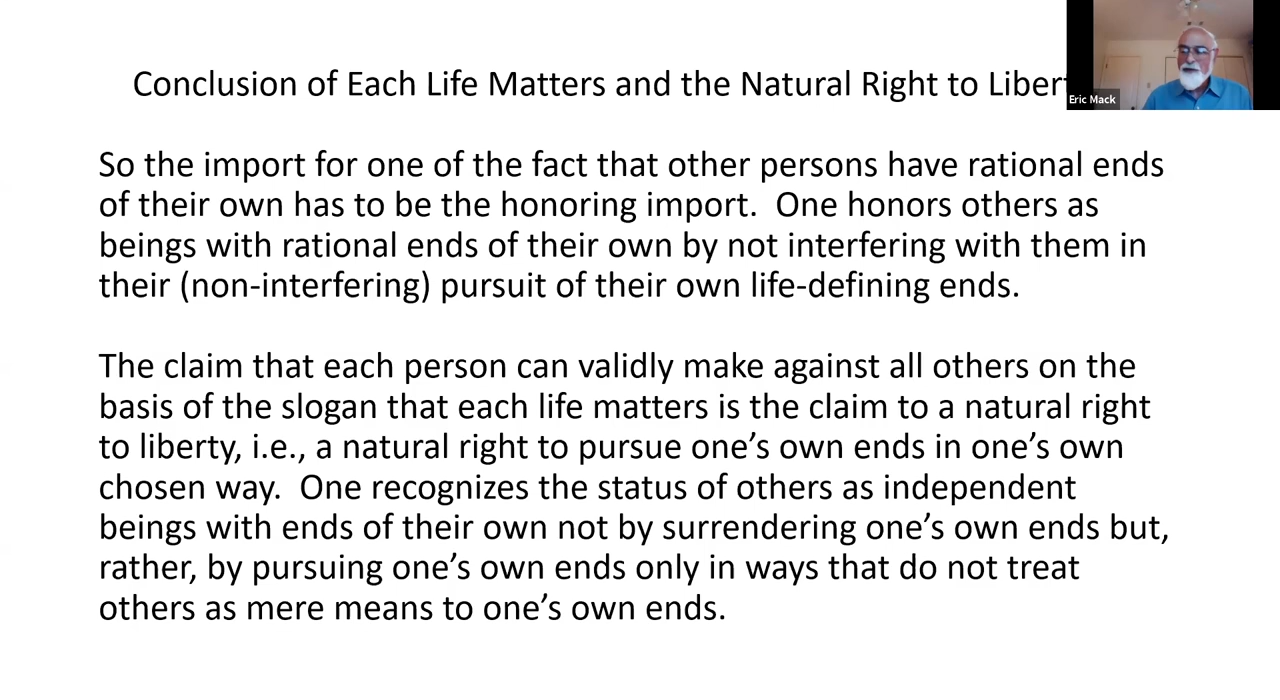 Conclusion of Each Life Matters and the Natural Right to Liber
Eric Mack
So the import for one of the fact that other persons have rational ends
of their own has to be the honoring import.  One honors others as
beings with rational ends of their own by not interfering with them in
their (non-interfering) pursuit of their own life-defining ends.
The claim that each person can validly make against all others on the
basis of the slogan that each life matters is the claim to a natural right
to liberty, i.e., a natural right to pursue one’s own ends in one’s own
chosen way.  One recognizes the status of others as independent
beings with ends of their own not by surrendering one’s own ends but,
rather, by pursuing one’s own ends only in ways that do not treat
others as mere means to one’s own ends.